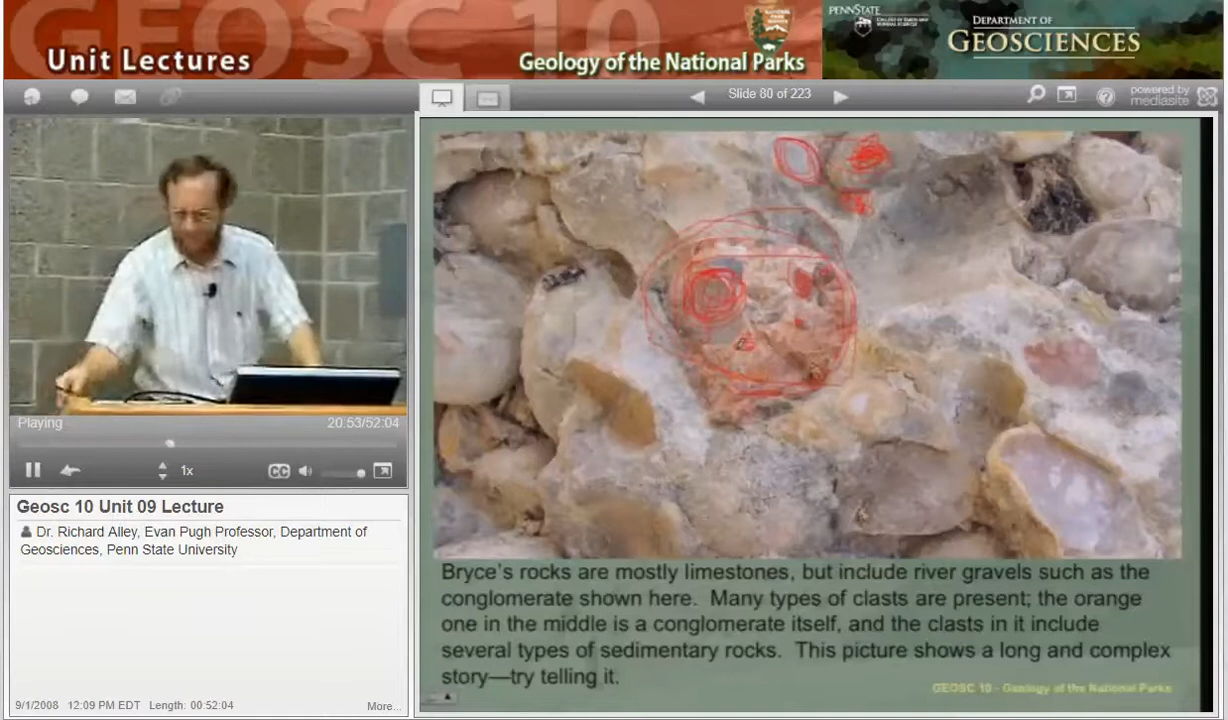 GEOSC 10
Unit Lectures
Geology of the National Parks
PENNSTATE
DEPARTMENT OF
GEOSCIENCES
Slide 80 of 223
powered by
mediasite
Playing
20:53/52:04
1x
CC
Geosc 10 Unit 09 Lecture
Dr. Richard Alley, Evan Pugh Professor, Department of
Geosciences, Penn State University
9/1/2008 12:09 PM EDT Length: 00:52:04 More...
Bryce's rocks are mostly limestones, but include river gravels such as the
conglomerate shown here. Many types of clasts are present; the orange
one in the middle is a conglomerate itself, and the clasts in it include
several types of sedimentary rocks. This picture shows a long and complex
story—try telling it.
GEOSC 10 - Geology of the National Parks